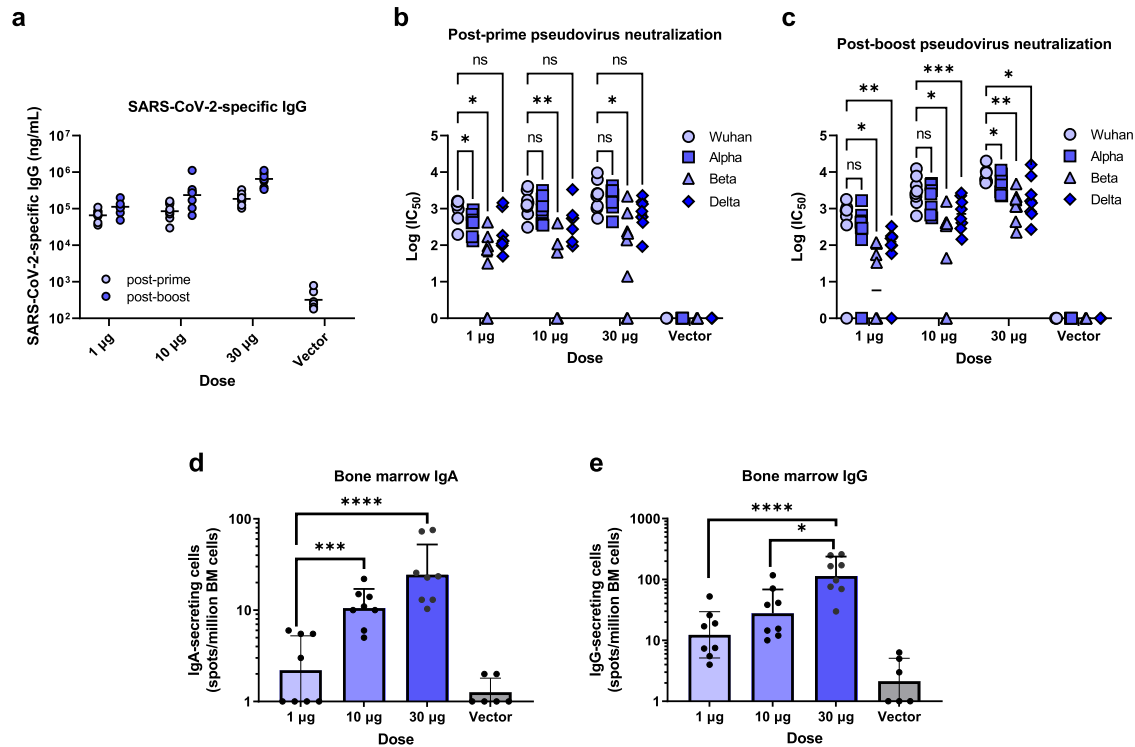 a
SARS-CoV-2-specific IgG
SARS-CoV-2-specific IgG (ng/mL)
10⁷
10⁶
10⁵
10⁴
10³
10²
post-prime
post-boost
1 µg
10 µg
30 µg
Vector
Dose
b
Post-prime pseudovirus neutralization
Log (IC₅₀)
5
4
3
2
1
0
ns
*
*
ns
**
ns
ns
*
ns
Wuhan
Alpha
Beta
Delta
1 µg
10 µg
30 µg
Vector
Dose
c
Post-boost pseudovirus neutralization
Log (IC₅₀)
5
4
3
2
1
0
**
*
ns
***
*
ns
*
**
*
Wuhan
Alpha
Beta
Delta
1 µg
10 µg
30 µg
Vector
Dose
d
Bone marrow IgA
IgA-secreting cells
(spots/million BM cells)
100
10
1
****
***
1 µg
10 µg
30 µg
Vector
Dose
e
Bone marrow IgG
IgG-secreting cells
(spots/million BM cells)
1000
100
10
1
****
*
1 µg
10 µg
30 µg
Vector
Dose